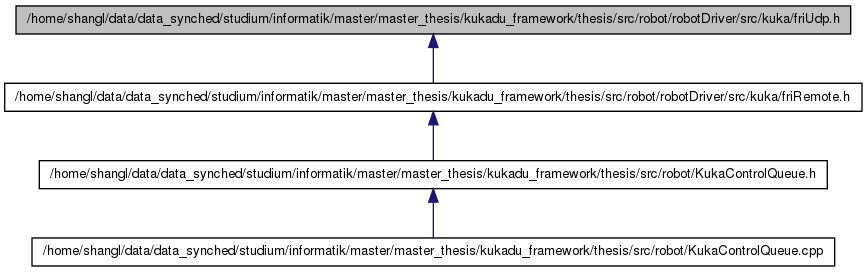 /home/shangl/data/data_synched/studium/informatik/master/master_thesis/kukadu_framework/thesis/src/robot/robotDriver/src/kuka/friUdp.h
/home/shangl/data/data_synched/studium/informatik/master/master_thesis/kukadu_framework/thesis/src/robot/robotDriver/src/kuka/friRemote.h
/home/shangl/data/data_synched/studium/informatik/master/master_thesis/kukadu_framework/thesis/src/robot/KukaControlQueue.h
/home/shangl/data/data_synched/studium/informatik/master/master_thesis/kukadu_framework/thesis/src/robot/KukaControlQueue.cpp